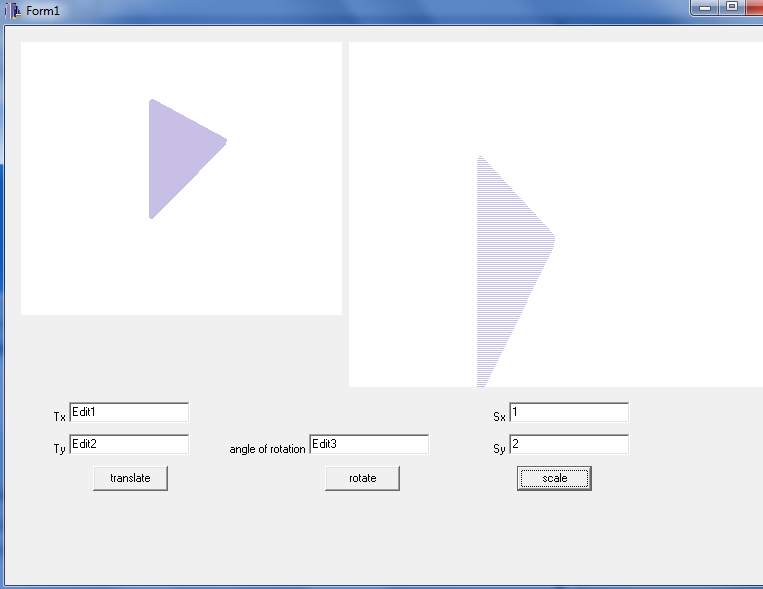 Form1
Tx Edit1
Sx 1
Ty Edit2
angle of rotation Edit3
Sy 2
translate
rotate
scale